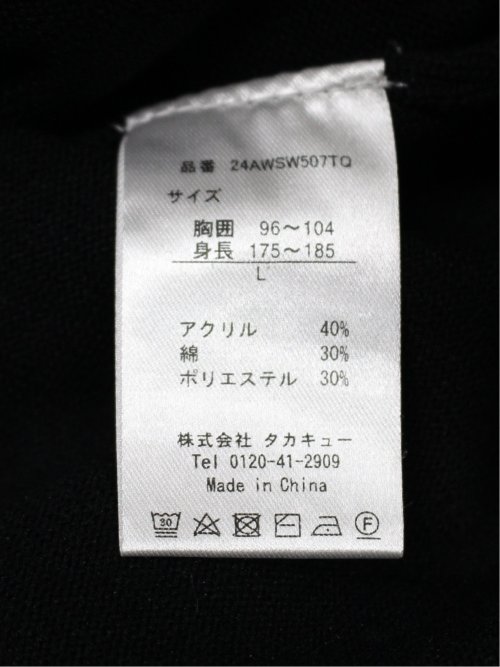 品番 24AWSW507TQ
サイズ
胸囲 96～104
身長 175～185
L
アクリル 40%
綿 30%
ポリエステル 30%
株式会社 タカキュー
Tel 0120-41-2909
Made in China
30 F